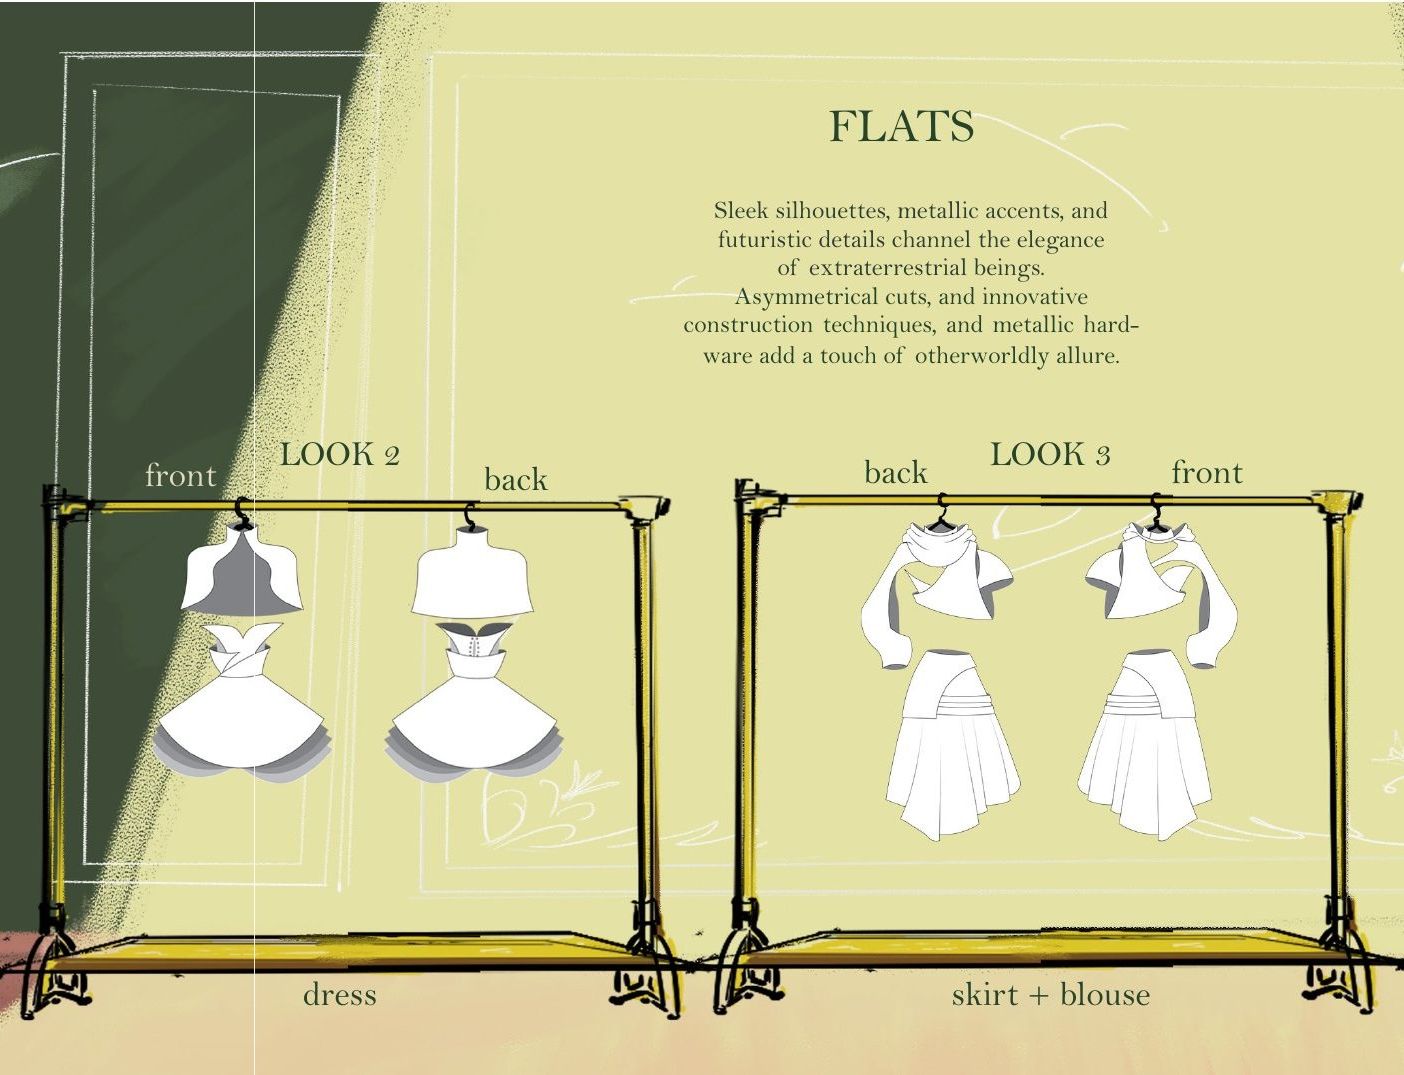 FLATS
Sleek silhouettes, metallic accents, and
futuristic details channel the elegance
of extraterrestrial beings.
Asymmetrical cuts, and innovative
construction techniques, and metallic hard-
ware add a touch of otherworldly allure.
LOOK 2
front
back
dress
LOOK 3
back
front
skirt + blouse